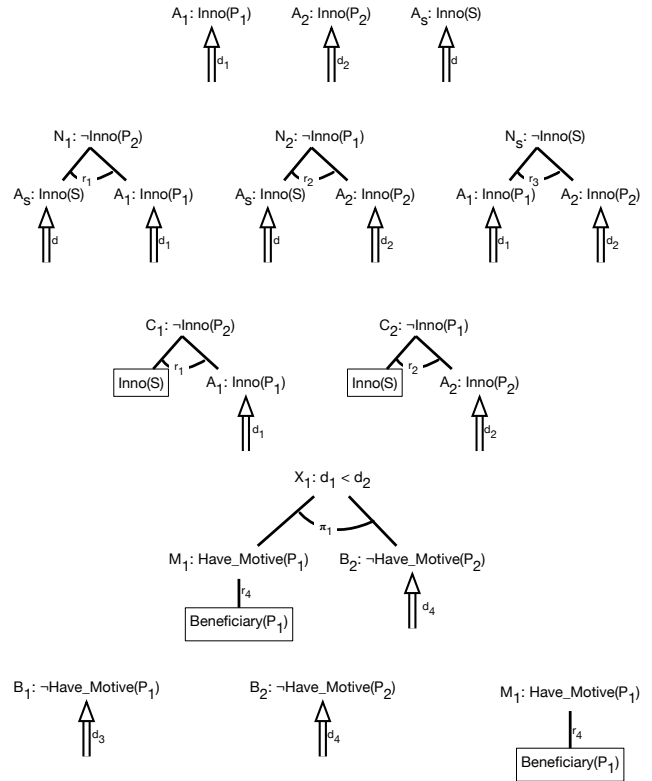 A₁: Inno(P₁) A₂: Inno(P₂) Aₛ: Inno(S)
d₁ d₂ d
N₁: ¬Inno(P₂) N₂: ¬Inno(P₁) Nₛ: ¬Inno(S)
r₁ r₂ r₃
Aₛ: Inno(S) A₁: Inno(P₁) Aₛ: Inno(S) A₂: Inno(P₂) A₁: Inno(P₁) A₂: Inno(P₂)
d d₁ d d₂ d₁ d₂
C₁: ¬Inno(P₂) C₂: ¬Inno(P₁)
r₁ r₂
Inno(S) A₁: Inno(P₁) Inno(S) A₂: Inno(P₂)
d₁ d₂
X₁: d₁ < d₂
π₁
M₁: Have_Motive(P₁) B₂: ¬Have_Motive(P₂)
r₄ d₄
Beneficiary(P₁)
B₁: ¬Have_Motive(P₁) B₂: ¬Have_Motive(P₂) M₁: Have_Motive(P₁)
d₃ d₄ r₄
Beneficiary(P₁)